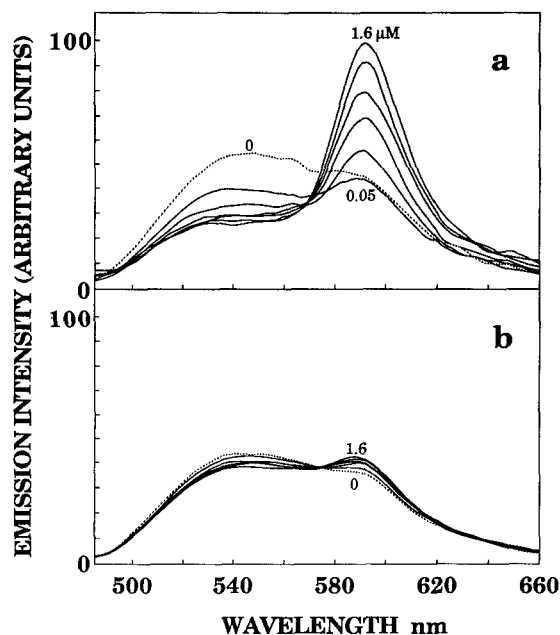 EMISSION INTENSITY (ARBITRARY UNITS)
100
0
1.6 μM
a
0
0.05
100
0
b
1.6
0
500
540
580
620
660
WAVELENGTH nm